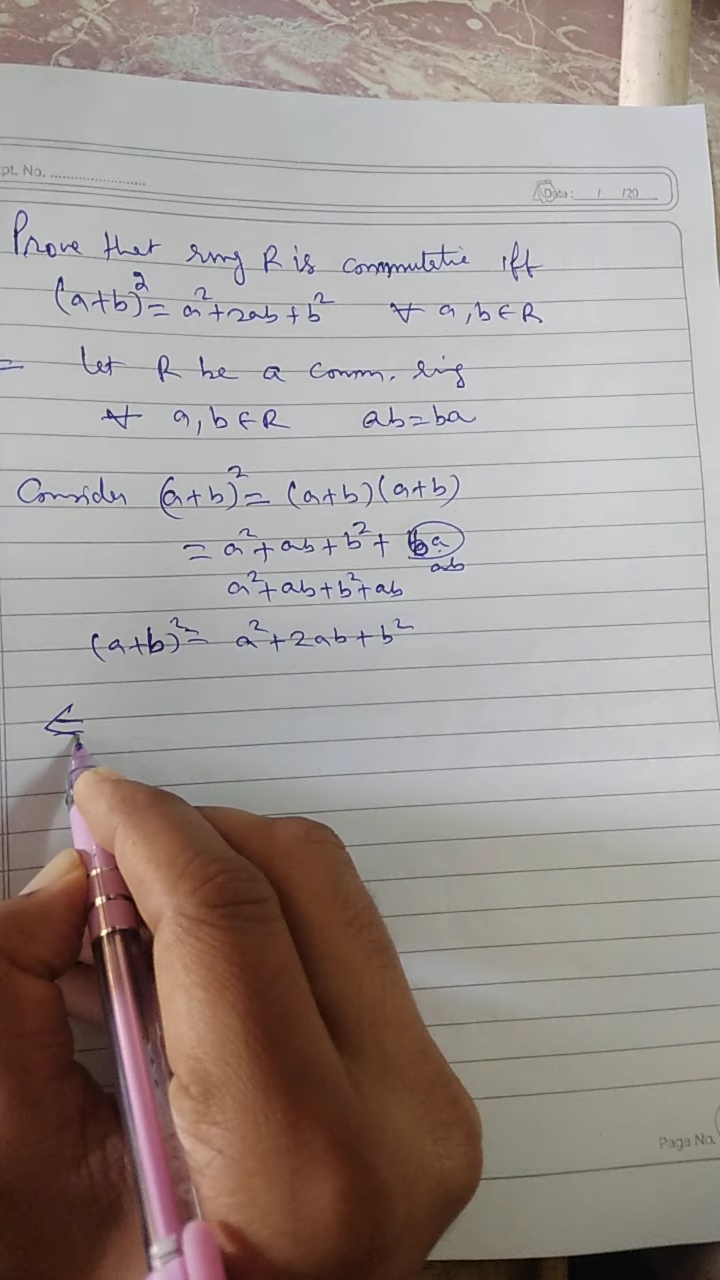 pt. No. ........................
Date : / /20
Prove that ring R is commutative iff
(a+b)² = a²+2ab+b² ∀ a,b∈R
= let R be a comm. ring
∀ a,b∈R ab=ba
Consider (a+b)² = (a+b)(a+b)
= a²+ab+b²+ ba
ab
a²+ab+b²+ab
(a+b)² = a²+2ab+b²
⇐
Page No.